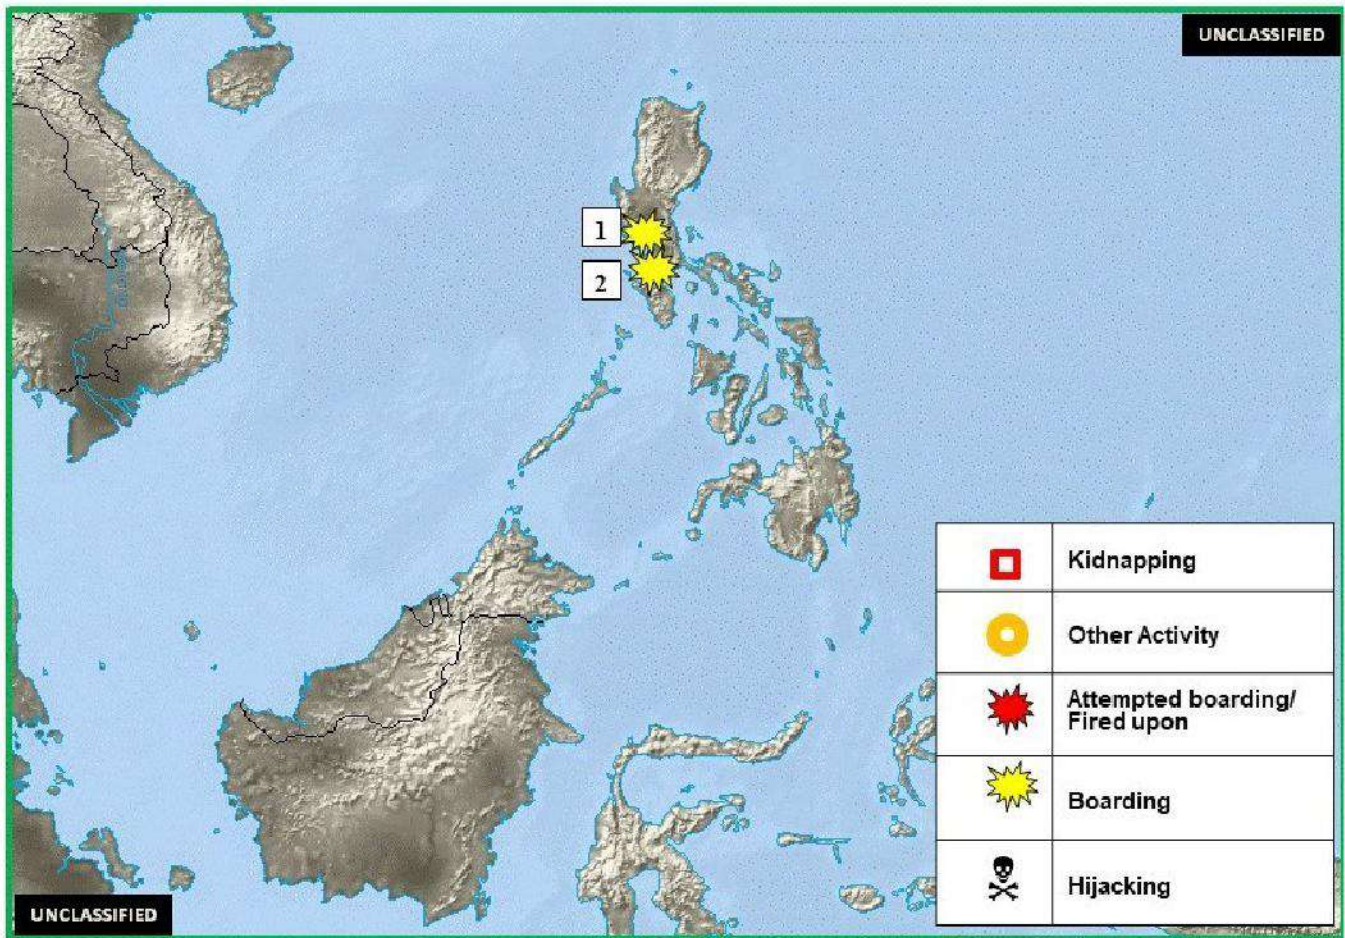 UNCLASSIFIED
1
2
Kidnapping
Other Activity
Attempted boarding/
Fired upon
Boarding
Hijacking
UNCLASSIFIED